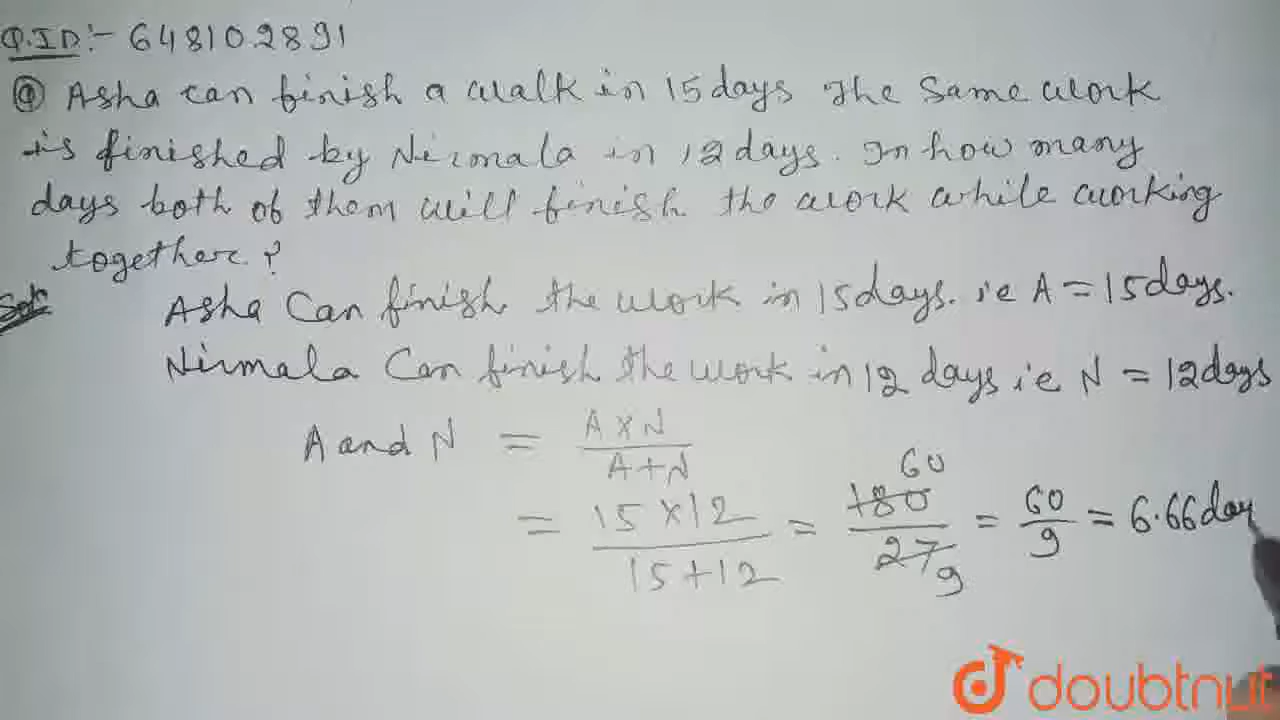 Q.ID:- 648102891
Q Asha can finish a walk in 15 days The Same work
is finished by Nirmala in 12 days. In how many
days both of them will finish the work while working
together?
Sol:
Asha Can finish the work in 15 days. ie A = 15 days.
Nirmala Can finish the work in 12 days ie N = 12 days
A and N = A × N / A + N
= 15 × 12 / 15 + 12 = 180 60 / 27 9 = 60 / 9 = 6.66 day
doubtnut